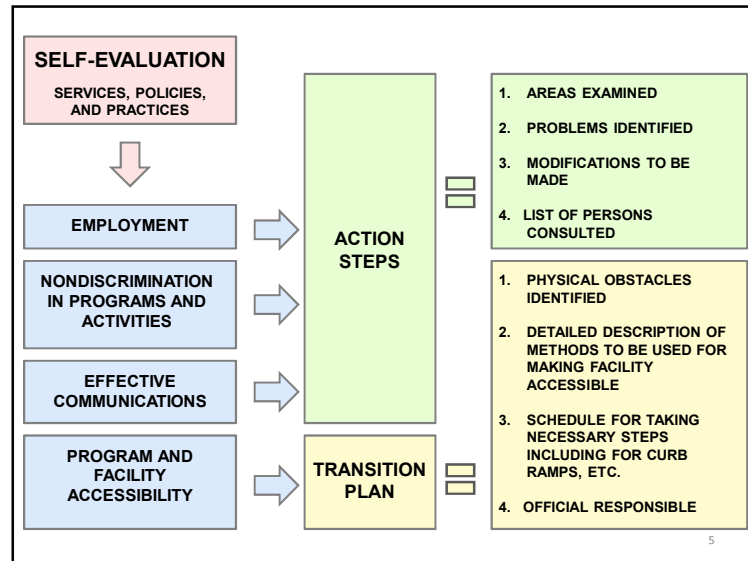 SELF-EVALUATION
SERVICES, POLICIES,
AND PRACTICES
EMPLOYMENT
NONDISCRIMINATION
IN PROGRAMS AND
ACTIVITIES
EFFECTIVE
COMMUNICATIONS
PROGRAM AND
FACILITY
ACCESSIBILITY
ACTION
STEPS
TRANSITION
PLAN
1. AREAS EXAMINED
2. PROBLEMS IDENTIFIED
3. MODIFICATIONS TO BE
MADE
4. LIST OF PERSONS
CONSULTED
1. PHYSICAL OBSTACLES
IDENTIFIED
2. DETAILED DESCRIPTION OF
METHODS TO BE USED FOR
MAKING FACILITY
ACCESSIBLE
3. SCHEDULE FOR TAKING
NECESSARY STEPS
INCLUDING FOR CURB
RAMPS, ETC.
4. OFFICIAL RESPONSIBLE
5